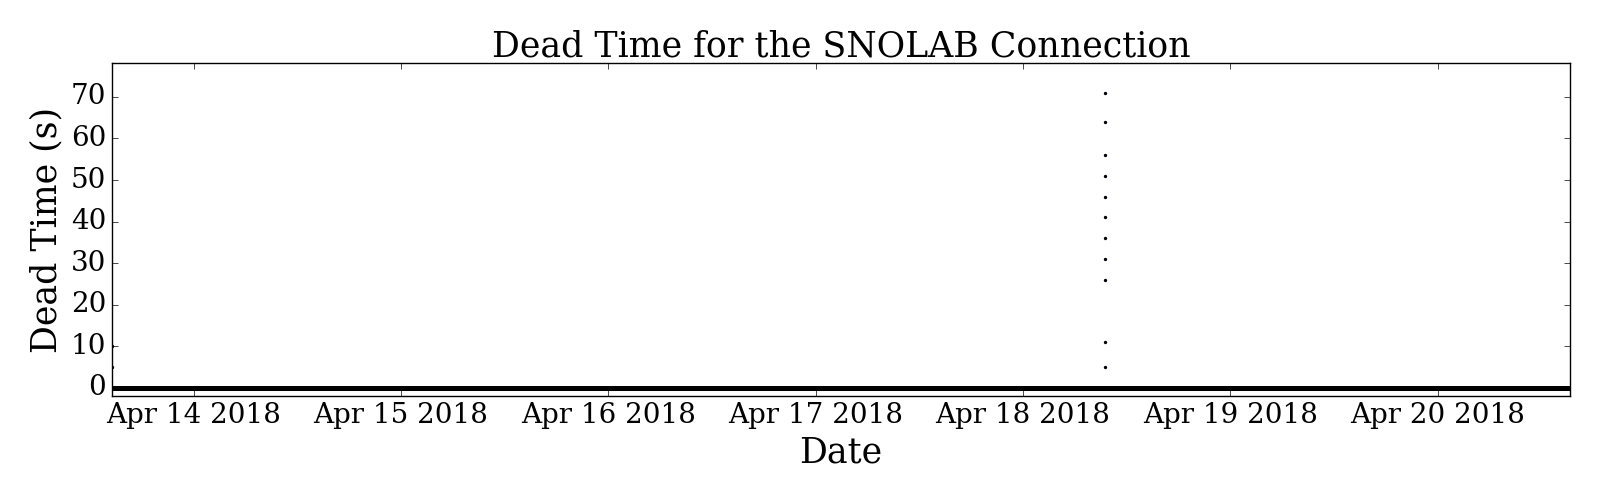 Dead Time for the SNOLAB Connection
Dead Time (s)
70
60
50
40
30
20
10
0
Apr 14 2018 Apr 15 2018 Apr 16 2018 Apr 17 2018 Apr 18 2018 Apr 19 2018 Apr 20 2018
Date